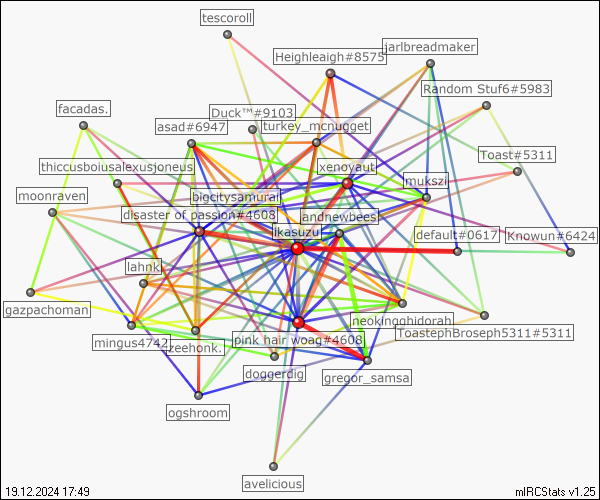 tescoroll
jarlbreadmaker
Heighleaigh#8575
Random Stuf6#5983
facadas.
Duck™#9103
asad#6947
turkey_mcnugget
Toast#5311
thiccusboiusalexusjoneus
xenoyaut
mukszi
moonraven
bigcitysamurai
disaster of passion#4608
andnewbees
ikasuzu
default#0617
Knowun#6424
lahnk
gazpachoman
neokingghidorah
ToastephBroseph5311#5311
mingus4742
zeehonk.
pink hair woag#4608
doggerdig
gregor_samsa
ogshroom
avelicious
19.12.2024 17:49
mIRCStats v1.25